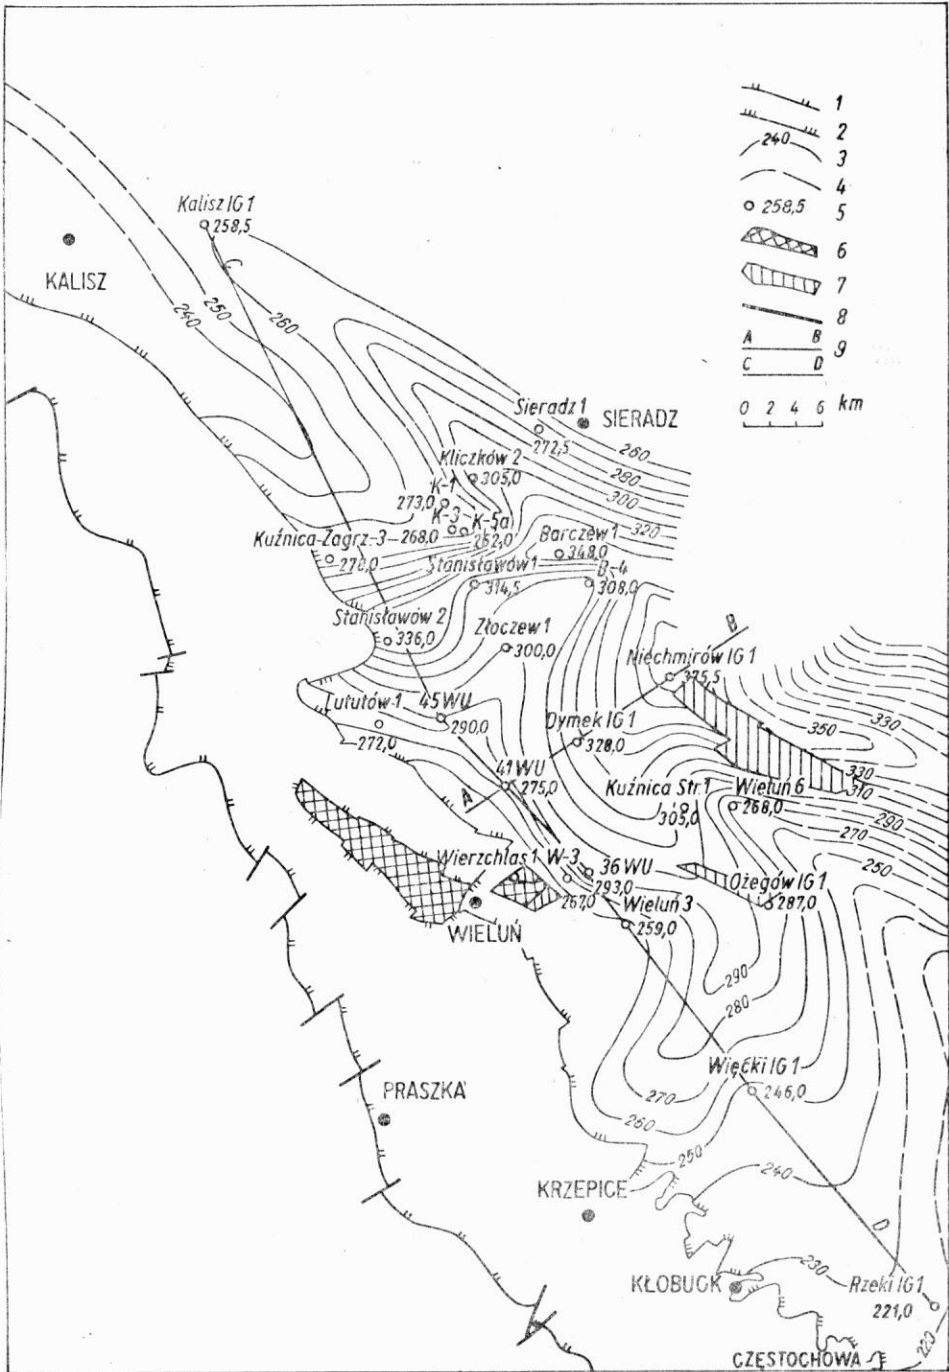 1
2
240 3
4
258,5 5
6
7
8
A B
9
C D
0 2 4 6 km
Kalisz IG 1
258,5
KALISZ
C
240
250
260
Sieradz 1
SIERADZ
272,5
260
280
300
320
Kliczków 2
305,0
K-1
273,0
K-3
K-5a
268,0
262,0
Kuźnica-Zagrz.-3
Barczew 1
348,0
Stanisławów 1
314,5
B-4
308,0
Stanisławów 2
336,0
Złoczew 1
300,0
B
Niechmirów IG 1
Lututów-1
272,0
45 WU
290,0
Dymek IG 1
328,0
330
350
330
310
290
270
250
41 WU
275,0
A
Kuźnica Str. 1
305,0
Wieluń 6
268,0
Wierzchlas 1
W-3
36 WU
293,0
267,0
Ożegów IG 1
287,0
WIELUŃ
Wieluń 3
259,0
290
280
270
260
250
Więcki IG 1
246,0
PRASZKA
240
KRZEPICE
D
230
KŁOBUCK
Rzeki IG 1
221,0
220
CZĘSTOCHOWA